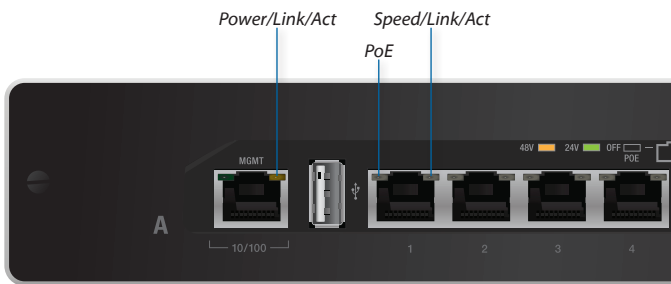 Power/Link/Act Speed/Link/Act
PoE
48V 24V OFF
POE
MGMT
A
10/100 1 2 3 4